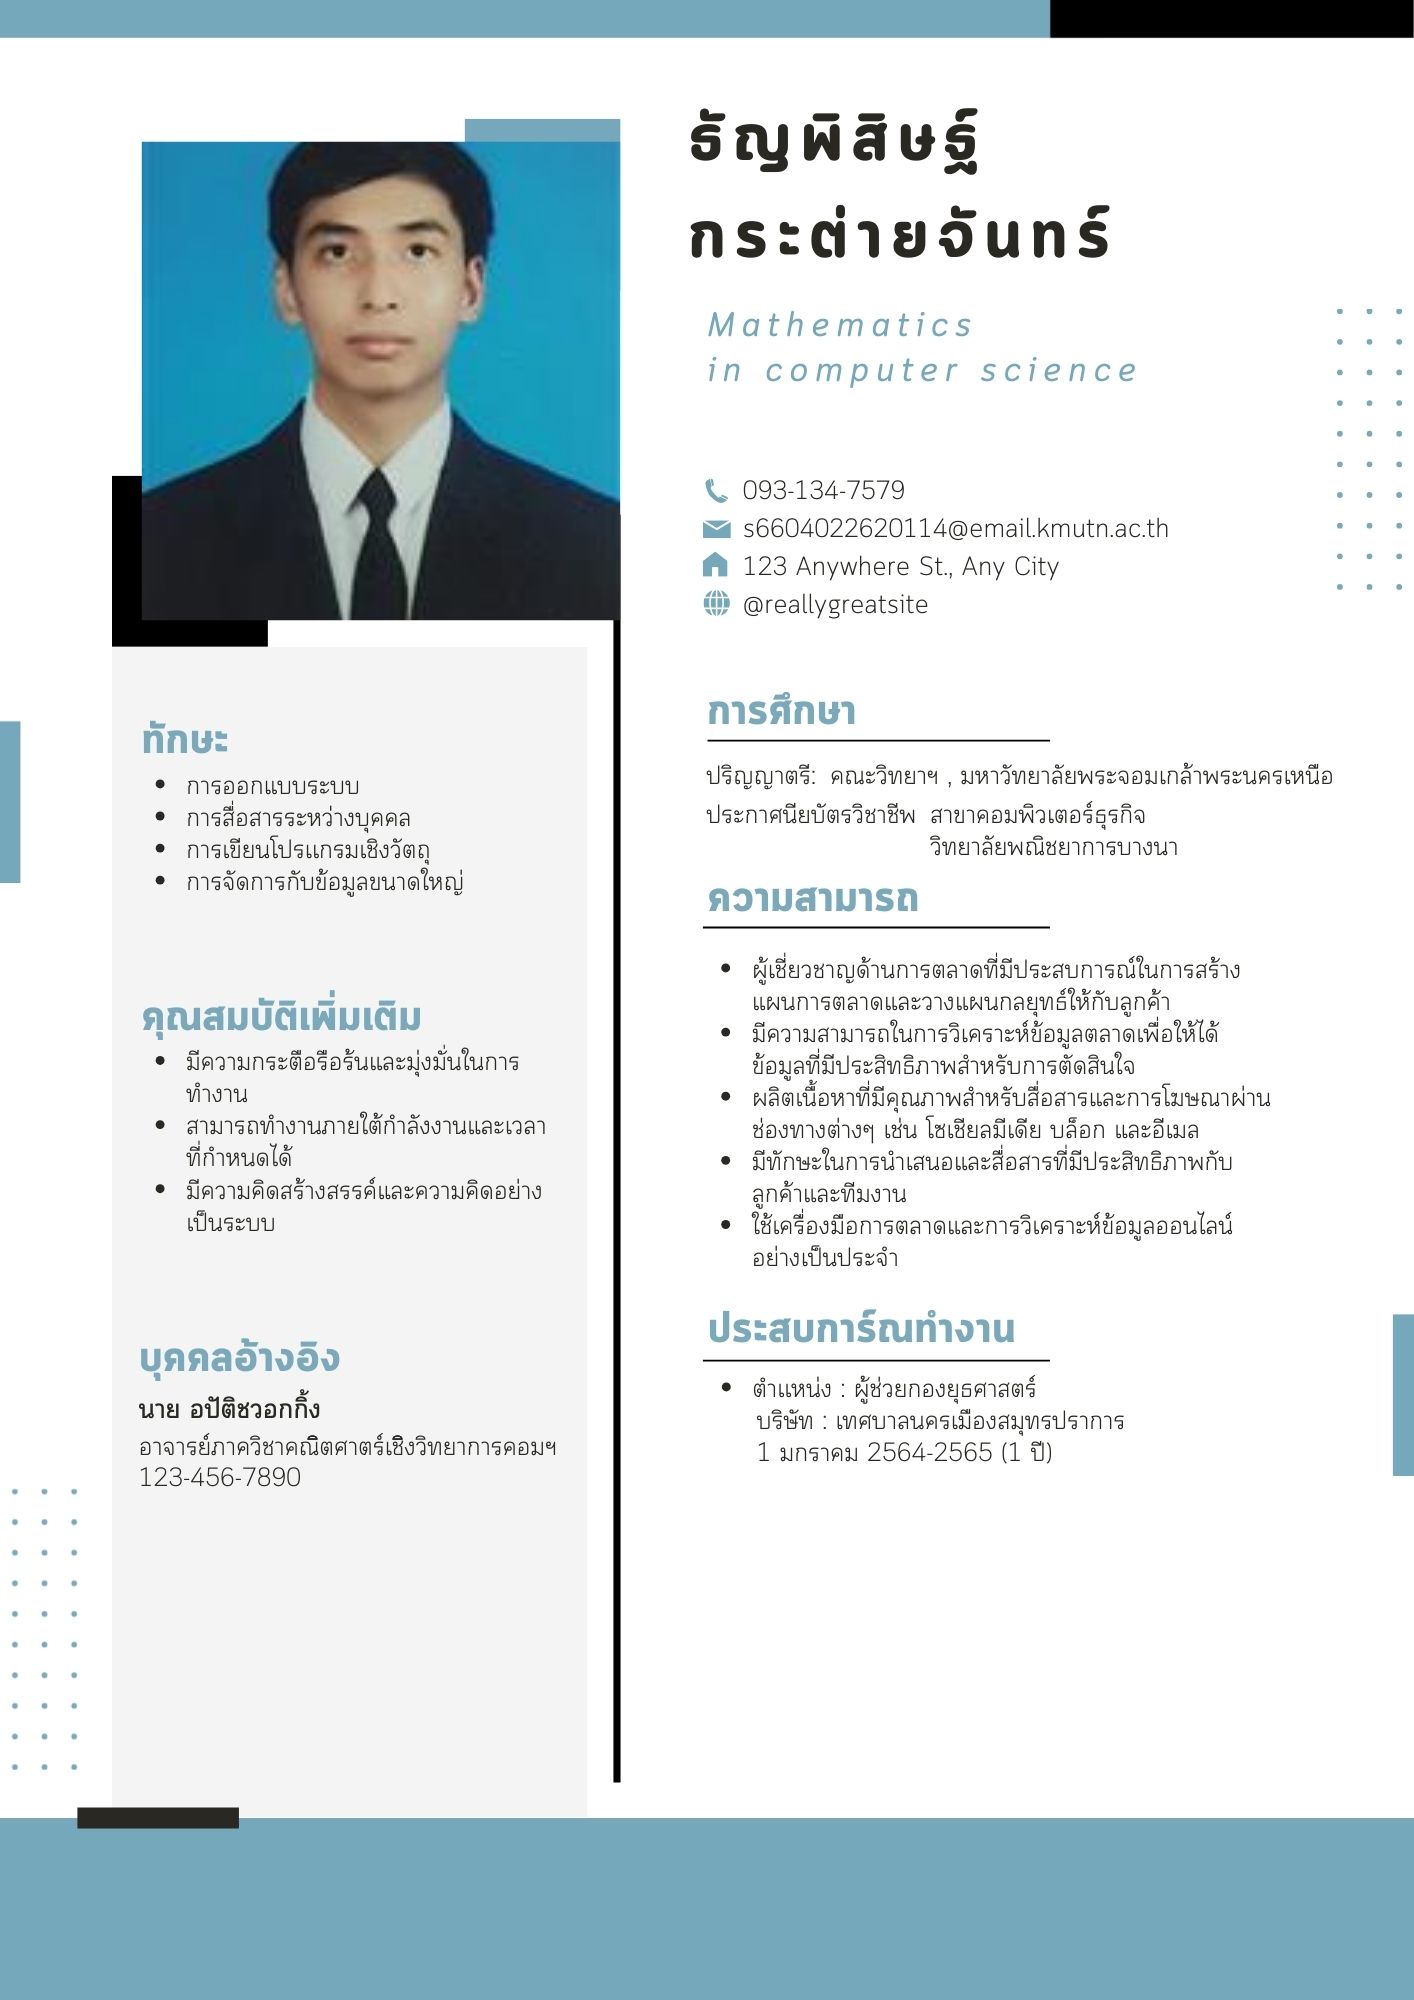 ธัญพิสิษฐ์
กระต่ายจันทร์
Mathematics
in computer science
093-134-7579
s6604022620114@email.kmutn.ac.th
123 Anywhere St., Any City
@reallygreatsite
ทักษะ
การออกแบบระบบ
การสื่อสารระหว่างบุคคล
การเขียนโปรแกรมเชิงวัตถุ
การจัดการกับข้อมูลขนาดใหญ่
คุณสมบัติเพิ่มเติม
มีความกระตือรือร้นและมุ่งมั่นในการ
ทำงาน
สามารถทำงานภายใต้กำลังงานและเวลา
ที่กำหนดได้
มีความคิดสร้างสรรค์และความคิดอย่าง
เป็นระบบ
บุคคลอ้างอิง
นาย อปัติชวอกกิ้ง
อาจารย์ภาควิชาคณิตศาตร์เชิงวิทยาการคอมฯ
123-456-7890
การศึกษา
ปริญญาตรี: คณะวิทยาฯ , มหาวัทยาลัยพระจอมเกล้าพระนครเหนือ
ประกาศนียบัตรวิชาชีพ สาขาคอมพิวเตอร์ธุรกิจ
วิทยาลัยพณิชยาการบางนา
ความสามารถ
ผู้เชี่ยวชาญด้านการตลาดที่มีประสบการณ์ในการสร้าง
แผนการตลาดและวางแผนกลยุทธ์ให้กับลูกค้า
มีความสามารถในการวิเคราะห์ข้อมูลตลาดเพื่อให้ได้
ข้อมูลที่มีประสิทธิภาพสำหรับการตัดสินใจ
ผลิตเนื้อหาที่มีคุณภาพสำหรับสื่อสารและการโฆษณาผ่าน
ช่องทางต่างๆ เช่น โซเชียลมีเดีย บล็อก และอีเมล
มีทักษะในการนำเสนอและสื่อสารที่มีประสิทธิภาพกับ
ลูกค้าและทีมงาน
ใช้เครื่องมือการตลาดและการวิเคราะห์ข้อมูลออนไลน์
อย่างเป็นประจำ
ประสบการ์ณทำงาน
ตำแหน่ง : ผู้ช่วยกองยุธศาสตร์
บริษัท : เทศบาลนครเมืองสมุทรปราการ
1 มกราคม 2564-2565 (1 ปี)